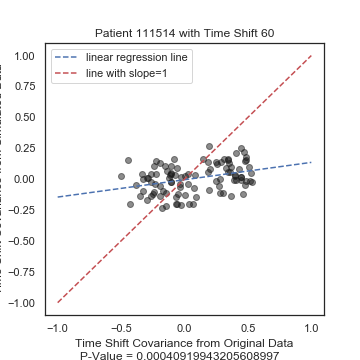 Patient 111514 with Time Shift 60
linear regression line
line with slope=1
1.00
0.75
0.50
0.25
0.00
−0.25
−0.50
−0.75
−1.00
−1.0
−0.5
0.0
0.5
1.0
Time Shift Covariance from Original Data
P-Value = 0.00040919943205608997